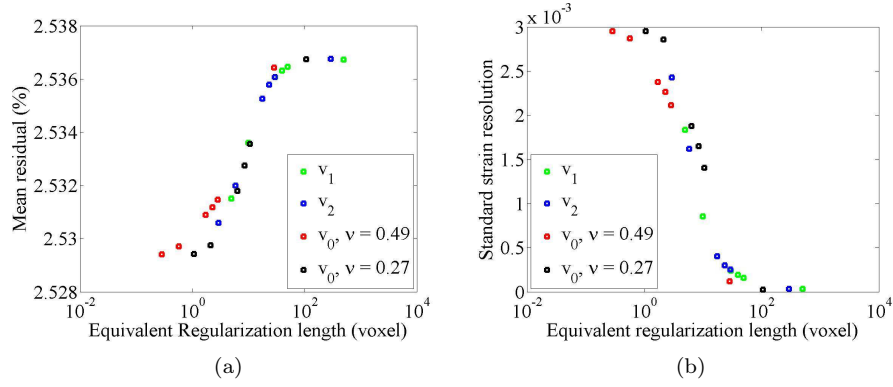 2.538
2.536
2.534
2.532
2.53
2.528
Mean residual (%)
v₁
v₂
v₀, ν = 0.49
v₀, ν = 0.27
10⁻² 10⁰ 10² 10⁴
Equivalent Regularization length (voxel)
(a)
x 10⁻³
3
2.5
2
1.5
1
0.5
0
Standard strain resolution
v₁
v₂
v₀, ν = 0.49
v₀, ν = 0.27
10⁻² 10⁰ 10² 10⁴
Equivalent regularization length (voxel)
(b)